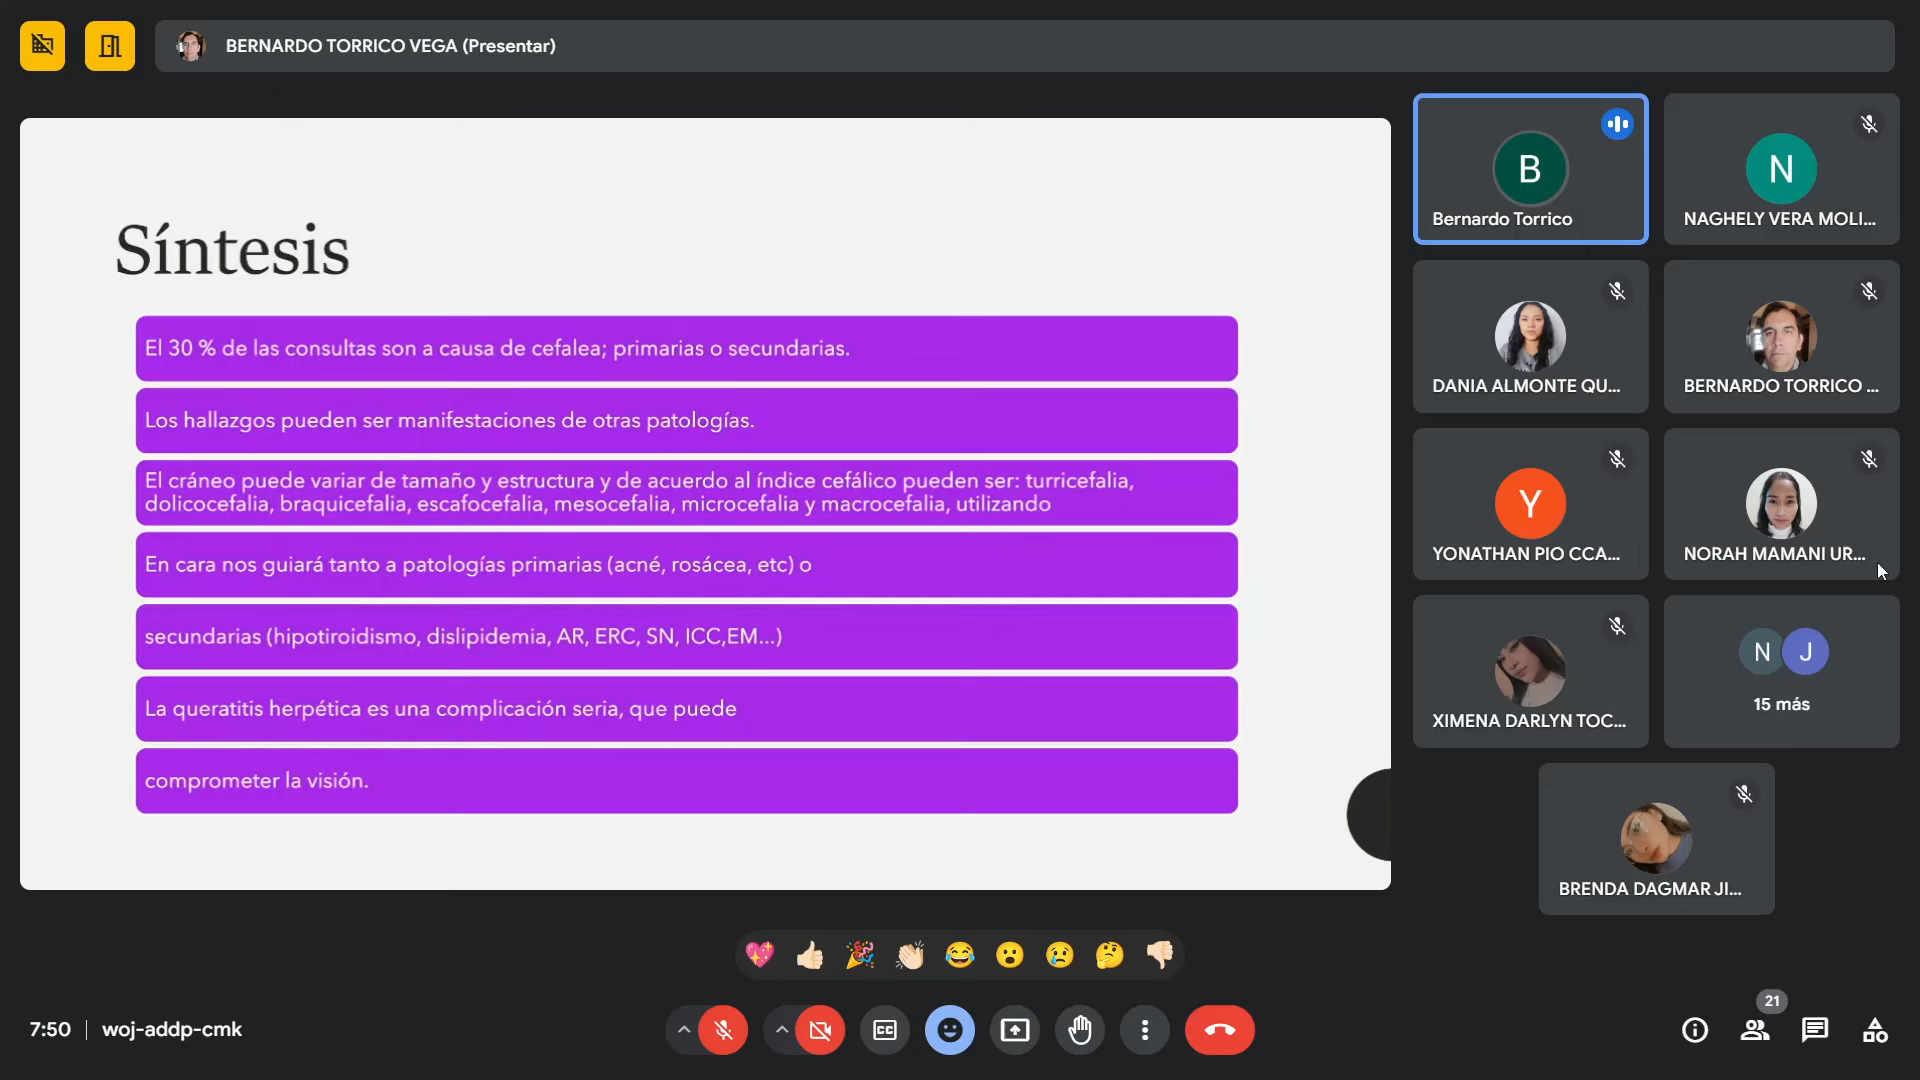 BERNARDO TORRICO VEGA (Presentar)
Síntesis
El 30 % de las consultas son a causa de cefalea; primarias o secundarias.
Los hallazgos pueden ser manifestaciones de otras patologías.
El cráneo puede variar de tamaño y estructura y de acuerdo al índice cefálico pueden ser: turricefalia,
dolicocefalia, braquicefalia, escafocefalia, mesocefalia, microcefalia y macrocefalia, utilizando
En cara nos guiará tanto a patologías primarias (acné, rosácea, etc) o
secundarias (hipotiroidismo, dislipidemia, AR, ERC, SN, ICC,EM...)
La queratitis herpética es una complicación seria, que puede
comprometer la visión.
B
Bernardo Torrico
N
NAGHELY VERA MOLI...
DANIA ALMONTE QU...
BERNARDO TORRICO ...
Y
YONATHAN PIO CCA...
NORAH MAMANI UR...
XIMENA DARLYN TOC...
N J
15 más
BRENDA DAGMAR JI...
7:50 | woj-addp-cmk
CC
21